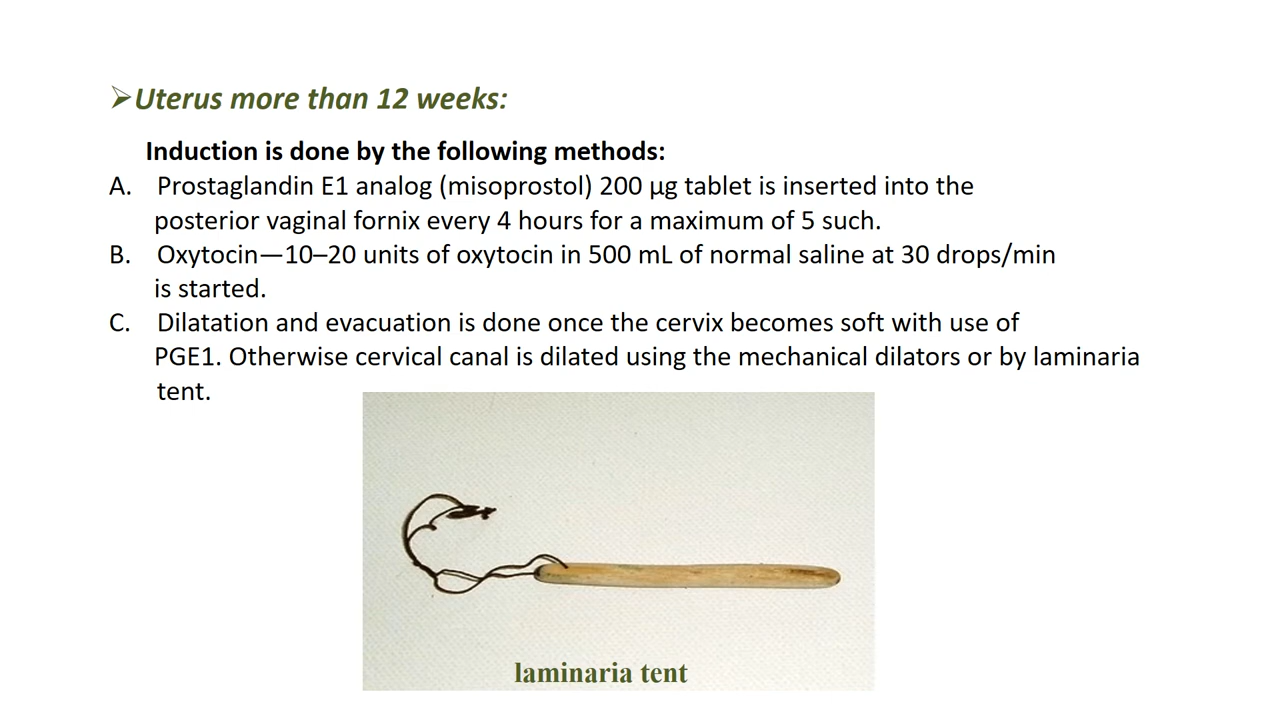 ➢Uterus more than 12 weeks:
Induction is done by the following methods:
A. Prostaglandin E1 analog (misoprostol) 200 µg tablet is inserted into the
posterior vaginal fornix every 4 hours for a maximum of 5 such.
B. Oxytocin—10–20 units of oxytocin in 500 mL of normal saline at 30 drops/min
is started.
C. Dilatation and evacuation is done once the cervix becomes soft with use of
PGE1. Otherwise cervical canal is dilated using the mechanical dilators or by laminaria
tent.
laminaria tent